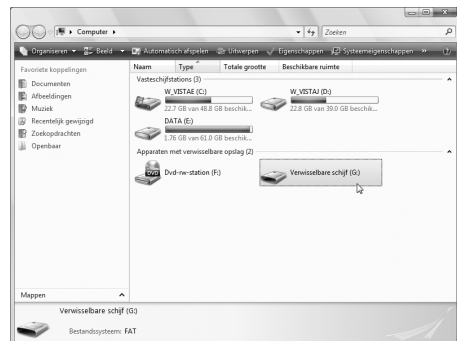 Computer
Zoeken
Organiseren Beeld Automatisch afspelen Uitwerpen Eigenschappen Systeemeigenschappen »
Favoriete koppelingen
Documenten
Afbeeldingen
Muziek
Recentelijk gewijzigd
Zoekopdrachten
Openbaar
Mappen
Naam Type Totale grootte Beschikbare ruimte
Vasteschijfstations (3)
W_VISTAE (C:)
22.7 GB van 48.8 GB beschik...
W_VISTAJ (D:)
22.8 GB van 39.0 GB beschik...
DATA (E:)
1.76 GB van 61.0 GB beschik...
Apparaten met verwisselbare opslag (2)
DVD
Dvd-rw-station (F:)
Verwisselbare schijf (G:)
Verwisselbare schijf (G:)
Bestandssysteem: FAT